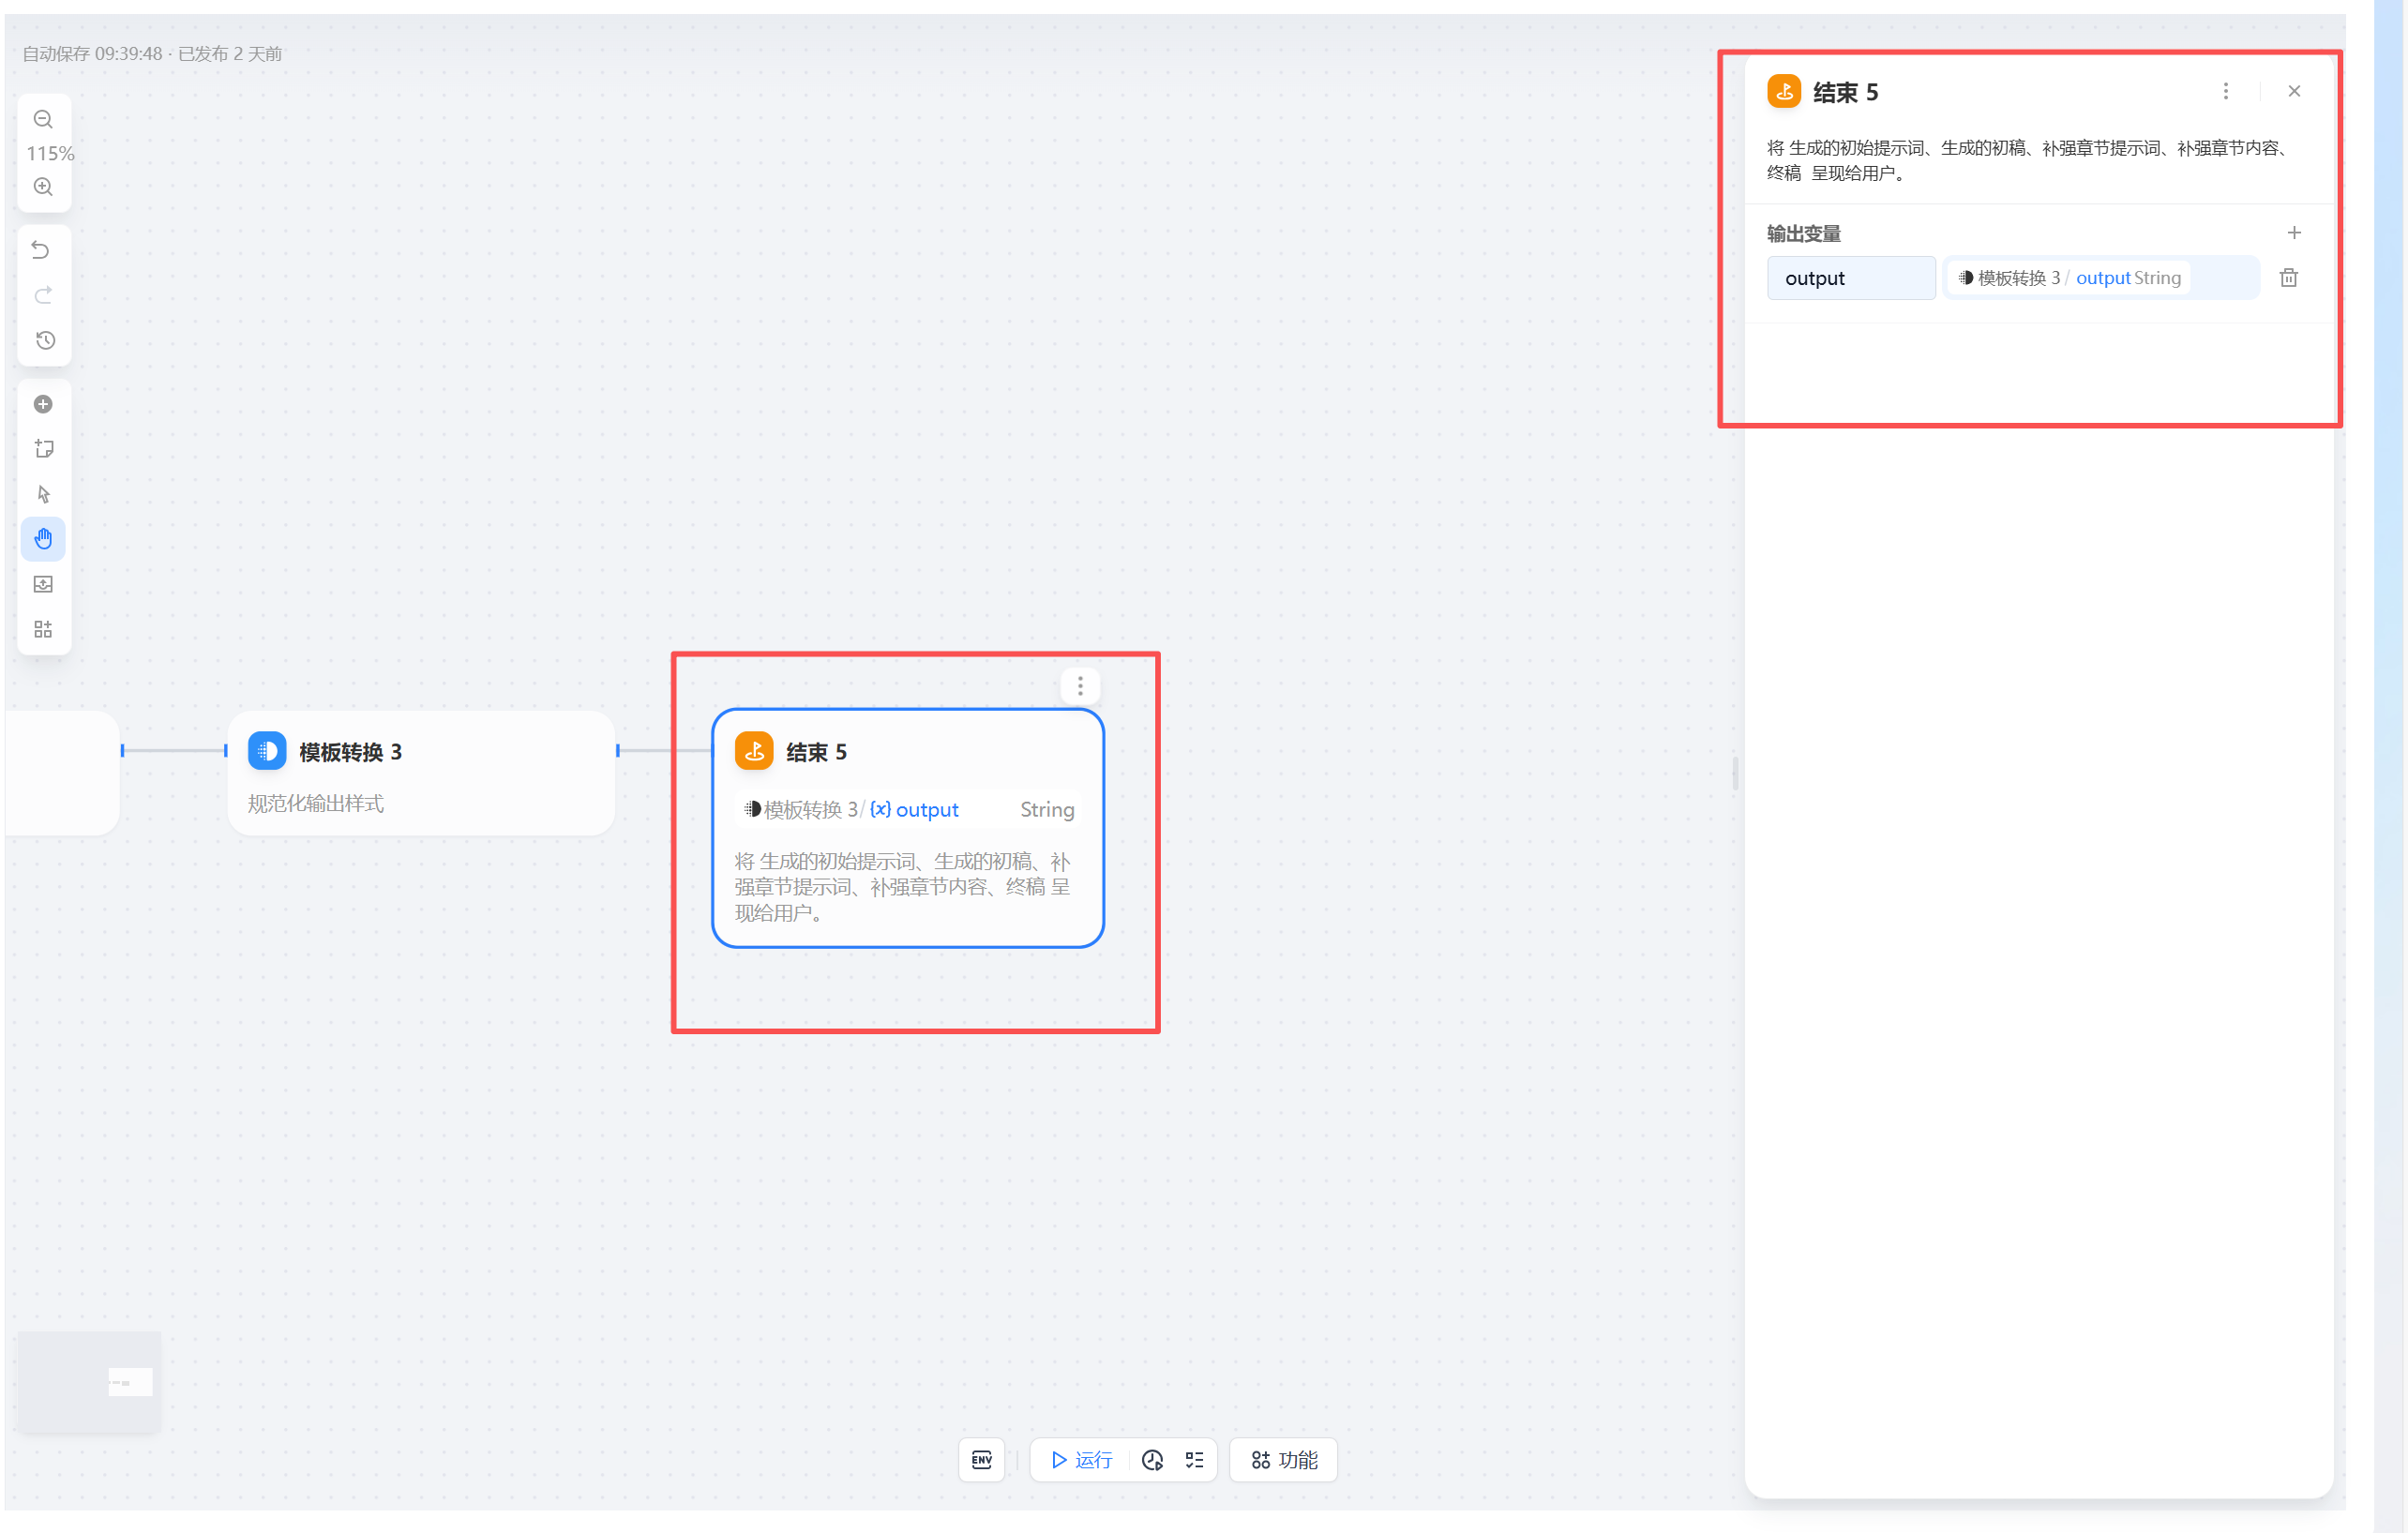 自动保存 09:39:48 · 已发布 2 天前
115%
模板转换 3
规范化输出样式
结束 5
模板转换 3/ {x} output String
将 生成的初始提示词、生成的初稿、补
强章节提示词、补强章节内容、终稿 呈
现给用户。
ENV
运行
功能
结束 5
将 生成的初始提示词、生成的初稿、补强章节提示词、补强章节内容、
终稿 呈现给用户。
输出变量
output 模板转换 3 / output String